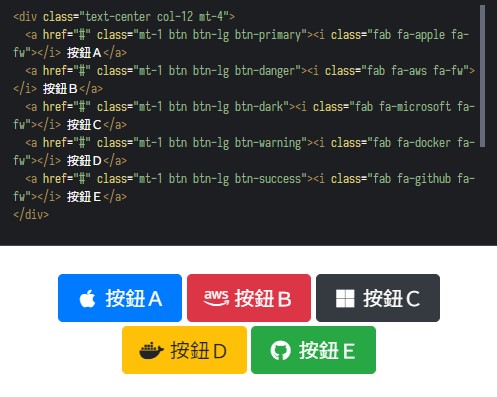 <div class="text-center col-12 mt-4">
  <a href="#" class="mt-1 btn btn-lg btn-primary"><i class="fab fa-apple fa-
fw"></i> 按鈕A</a>
  <a href="#" class="mt-1 btn btn-lg btn-danger"><i class="fab fa-aws fa-fw">
</i> 按鈕B</a>
  <a href="#" class="mt-1 btn btn-lg btn-dark"><i class="fab fa-microsoft fa-
fw"></i> 按鈕C</a>
  <a href="#" class="mt-1 btn btn-lg btn-warning"><i class="fab fa-docker fa-
fw"></i> 按鈕D</a>
  <a href="#" class="mt-1 btn btn-lg btn-success"><i class="fab fa-github fa-
fw"></i> 按鈕E</a>
</div>
按鈕A aws 按鈕B 按鈕C
按鈕D 按鈕E